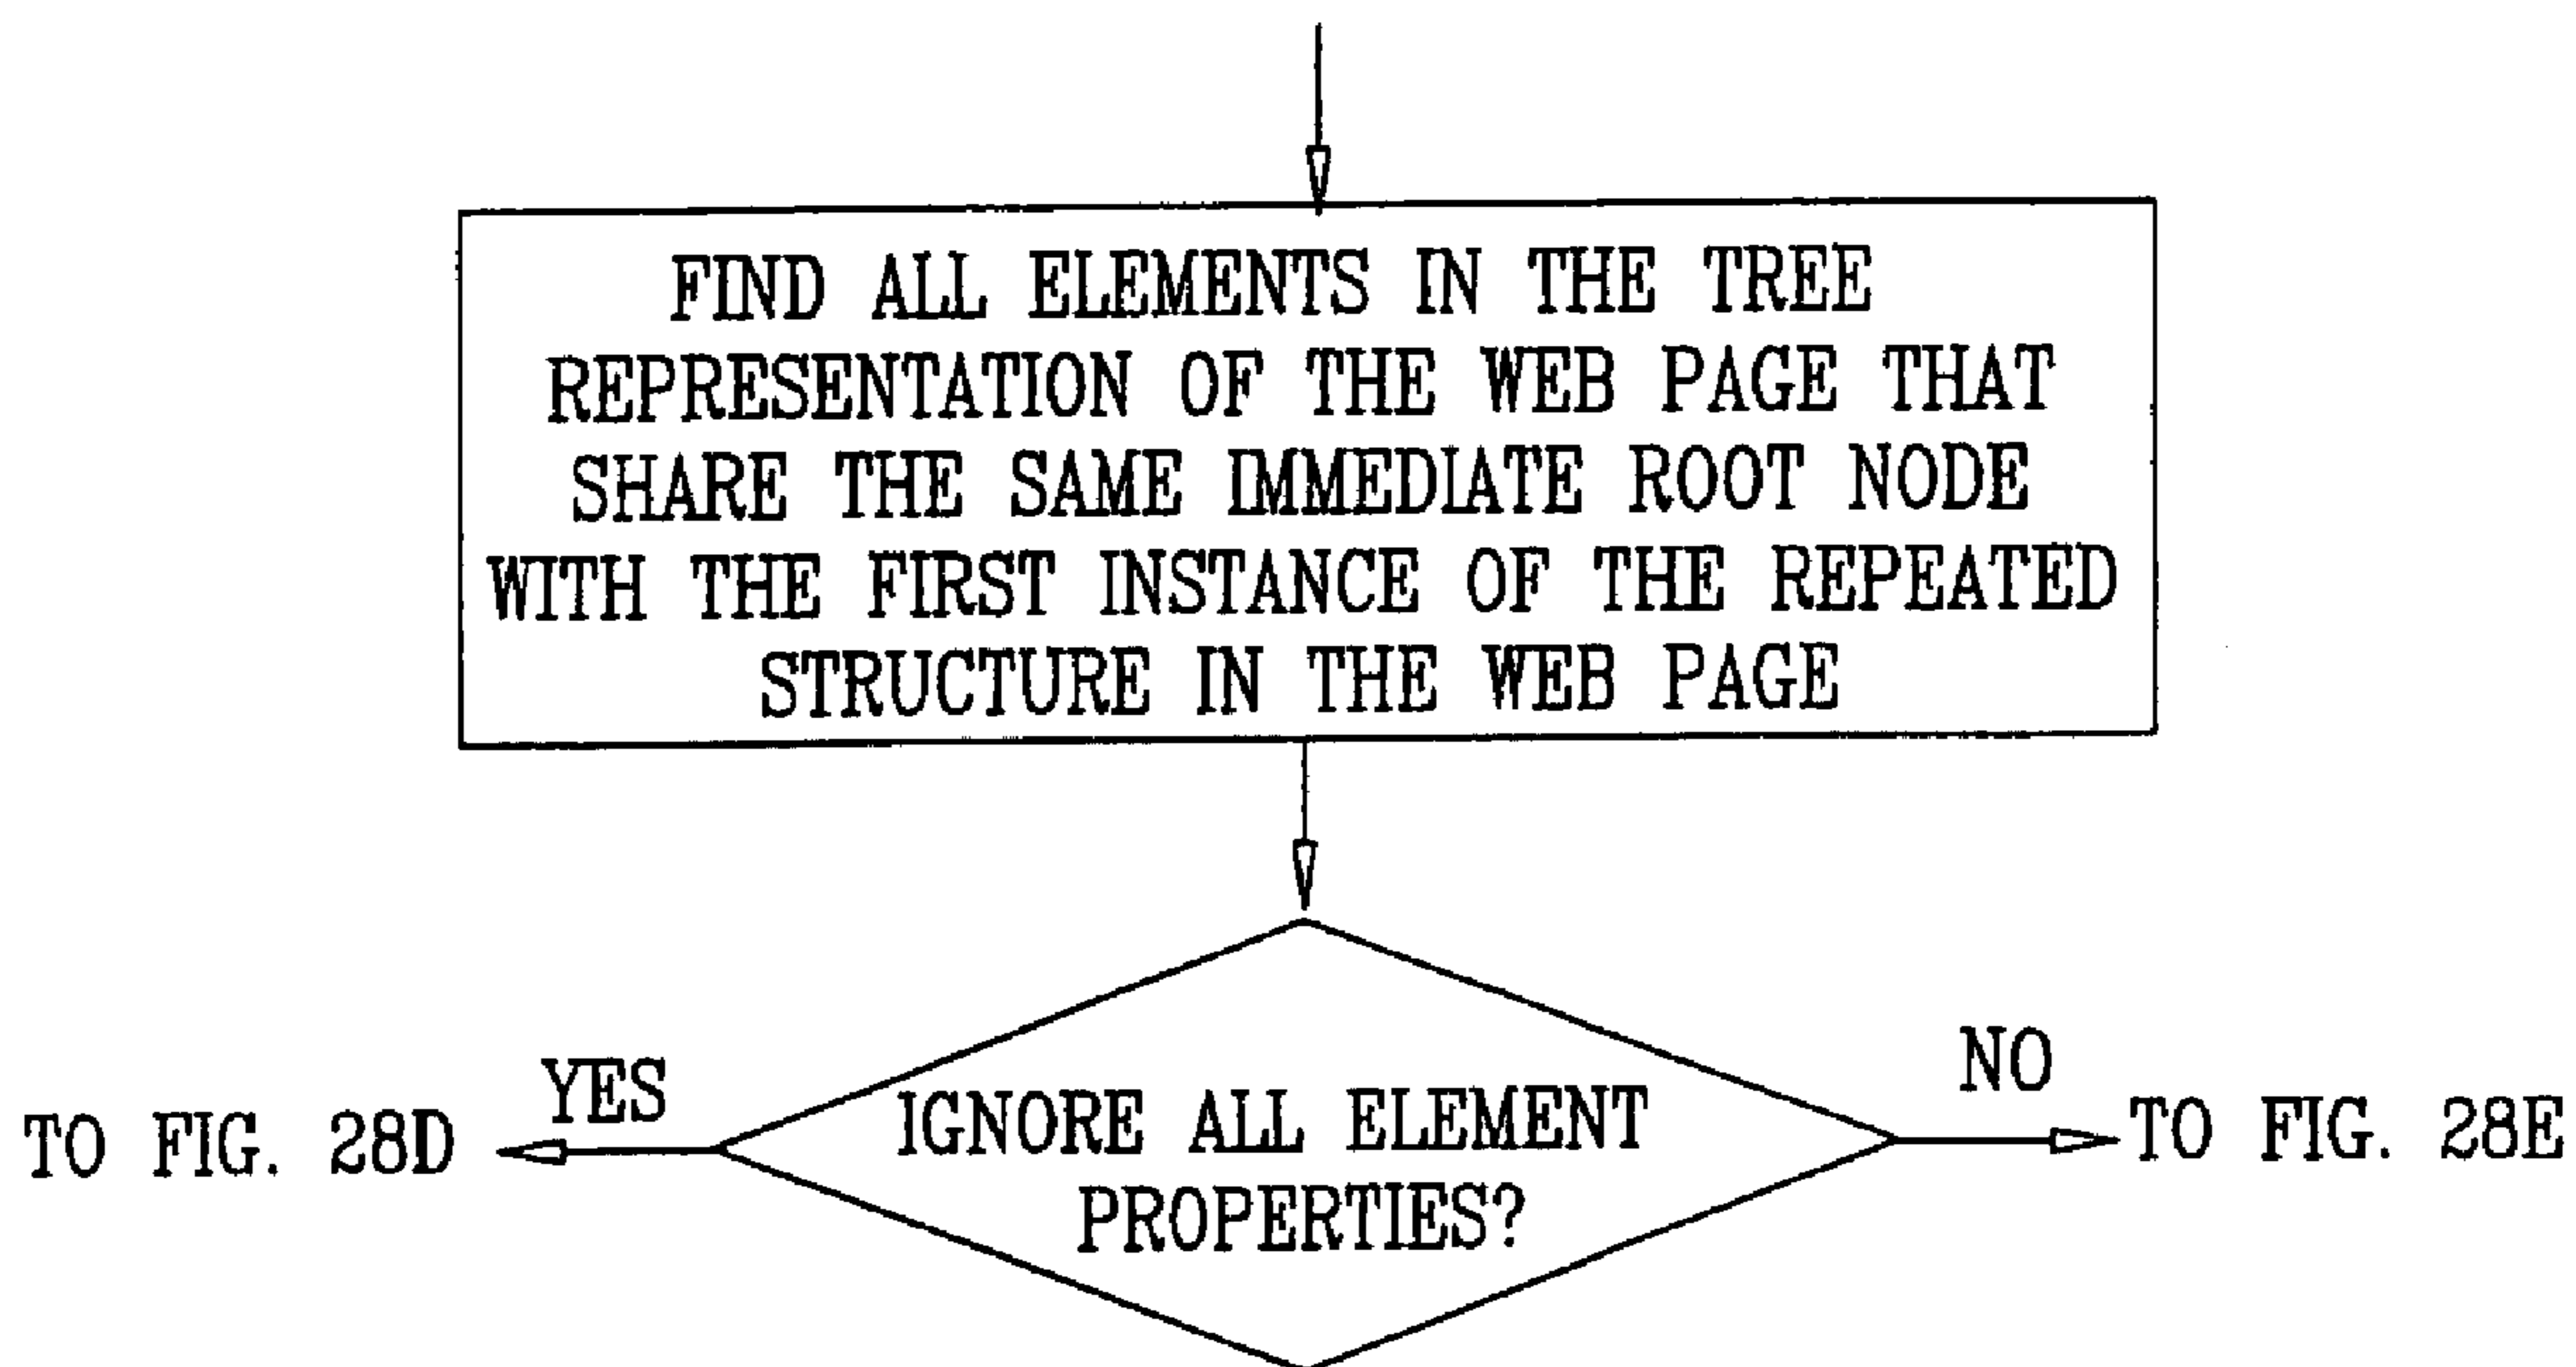 FIND ALL ELEMENTS IN THE TREE
REPRESENTATION OF THE WEB PAGE THAT
SHARE THE SAME IMMEDIATE ROOT NODE
WITH THE FIRST INSTANCE OF THE REPEATED
STRUCTURE IN THE WEB PAGE
YES
NO
TO FIG. 28D
IGNORE ALL ELEMENT
PROPERTIES?
TO FIG. 28E